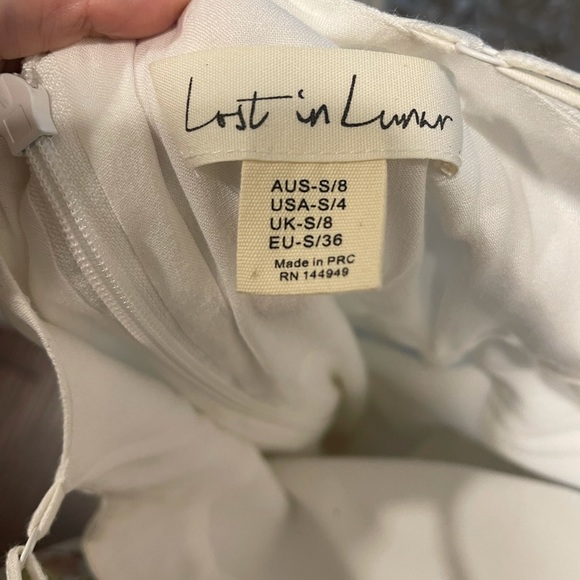 Lost in Lunar
AUS-S/8
USA-S/4
UK-S/8
EU-S/36
Made in PRC
RN 144949